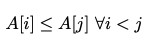 A[i] ≤ A[j] ∀i < j